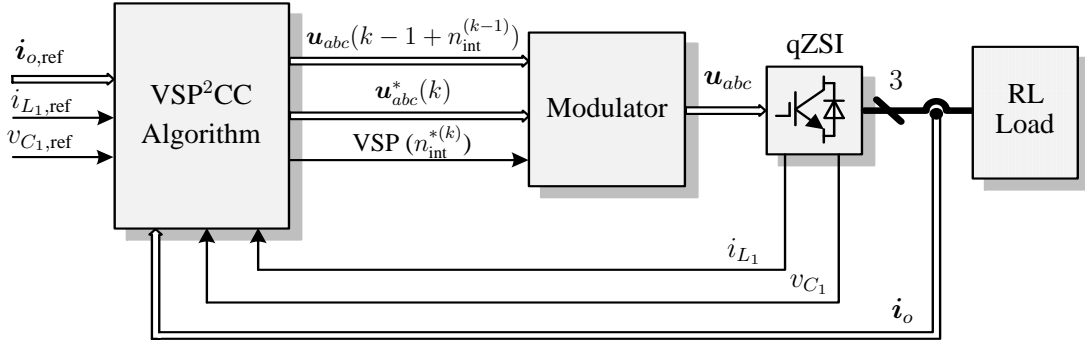 i_{o,ref}
i_{L_1,ref}
v_{C_1,ref}
VSP²CC
Algorithm
u_{abc}(k − 1 + n_{int}^{(k−1)})
u*_{abc}(k)
VSP (n_{int}^{*(k)})
Modulator
u_{abc}
qZSI
3
RL
Load
i_{L_1}
v_{C_1}
i_o